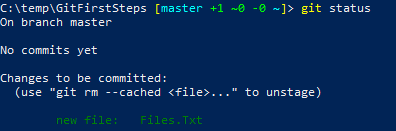 C:\temp\GitFirstSteps [master +1 ~0 -0 ~]> git status
On branch master
No commits yet
Changes to be committed:
(use "git rm --cached <file>..." to unstage)
new file: Files.Txt